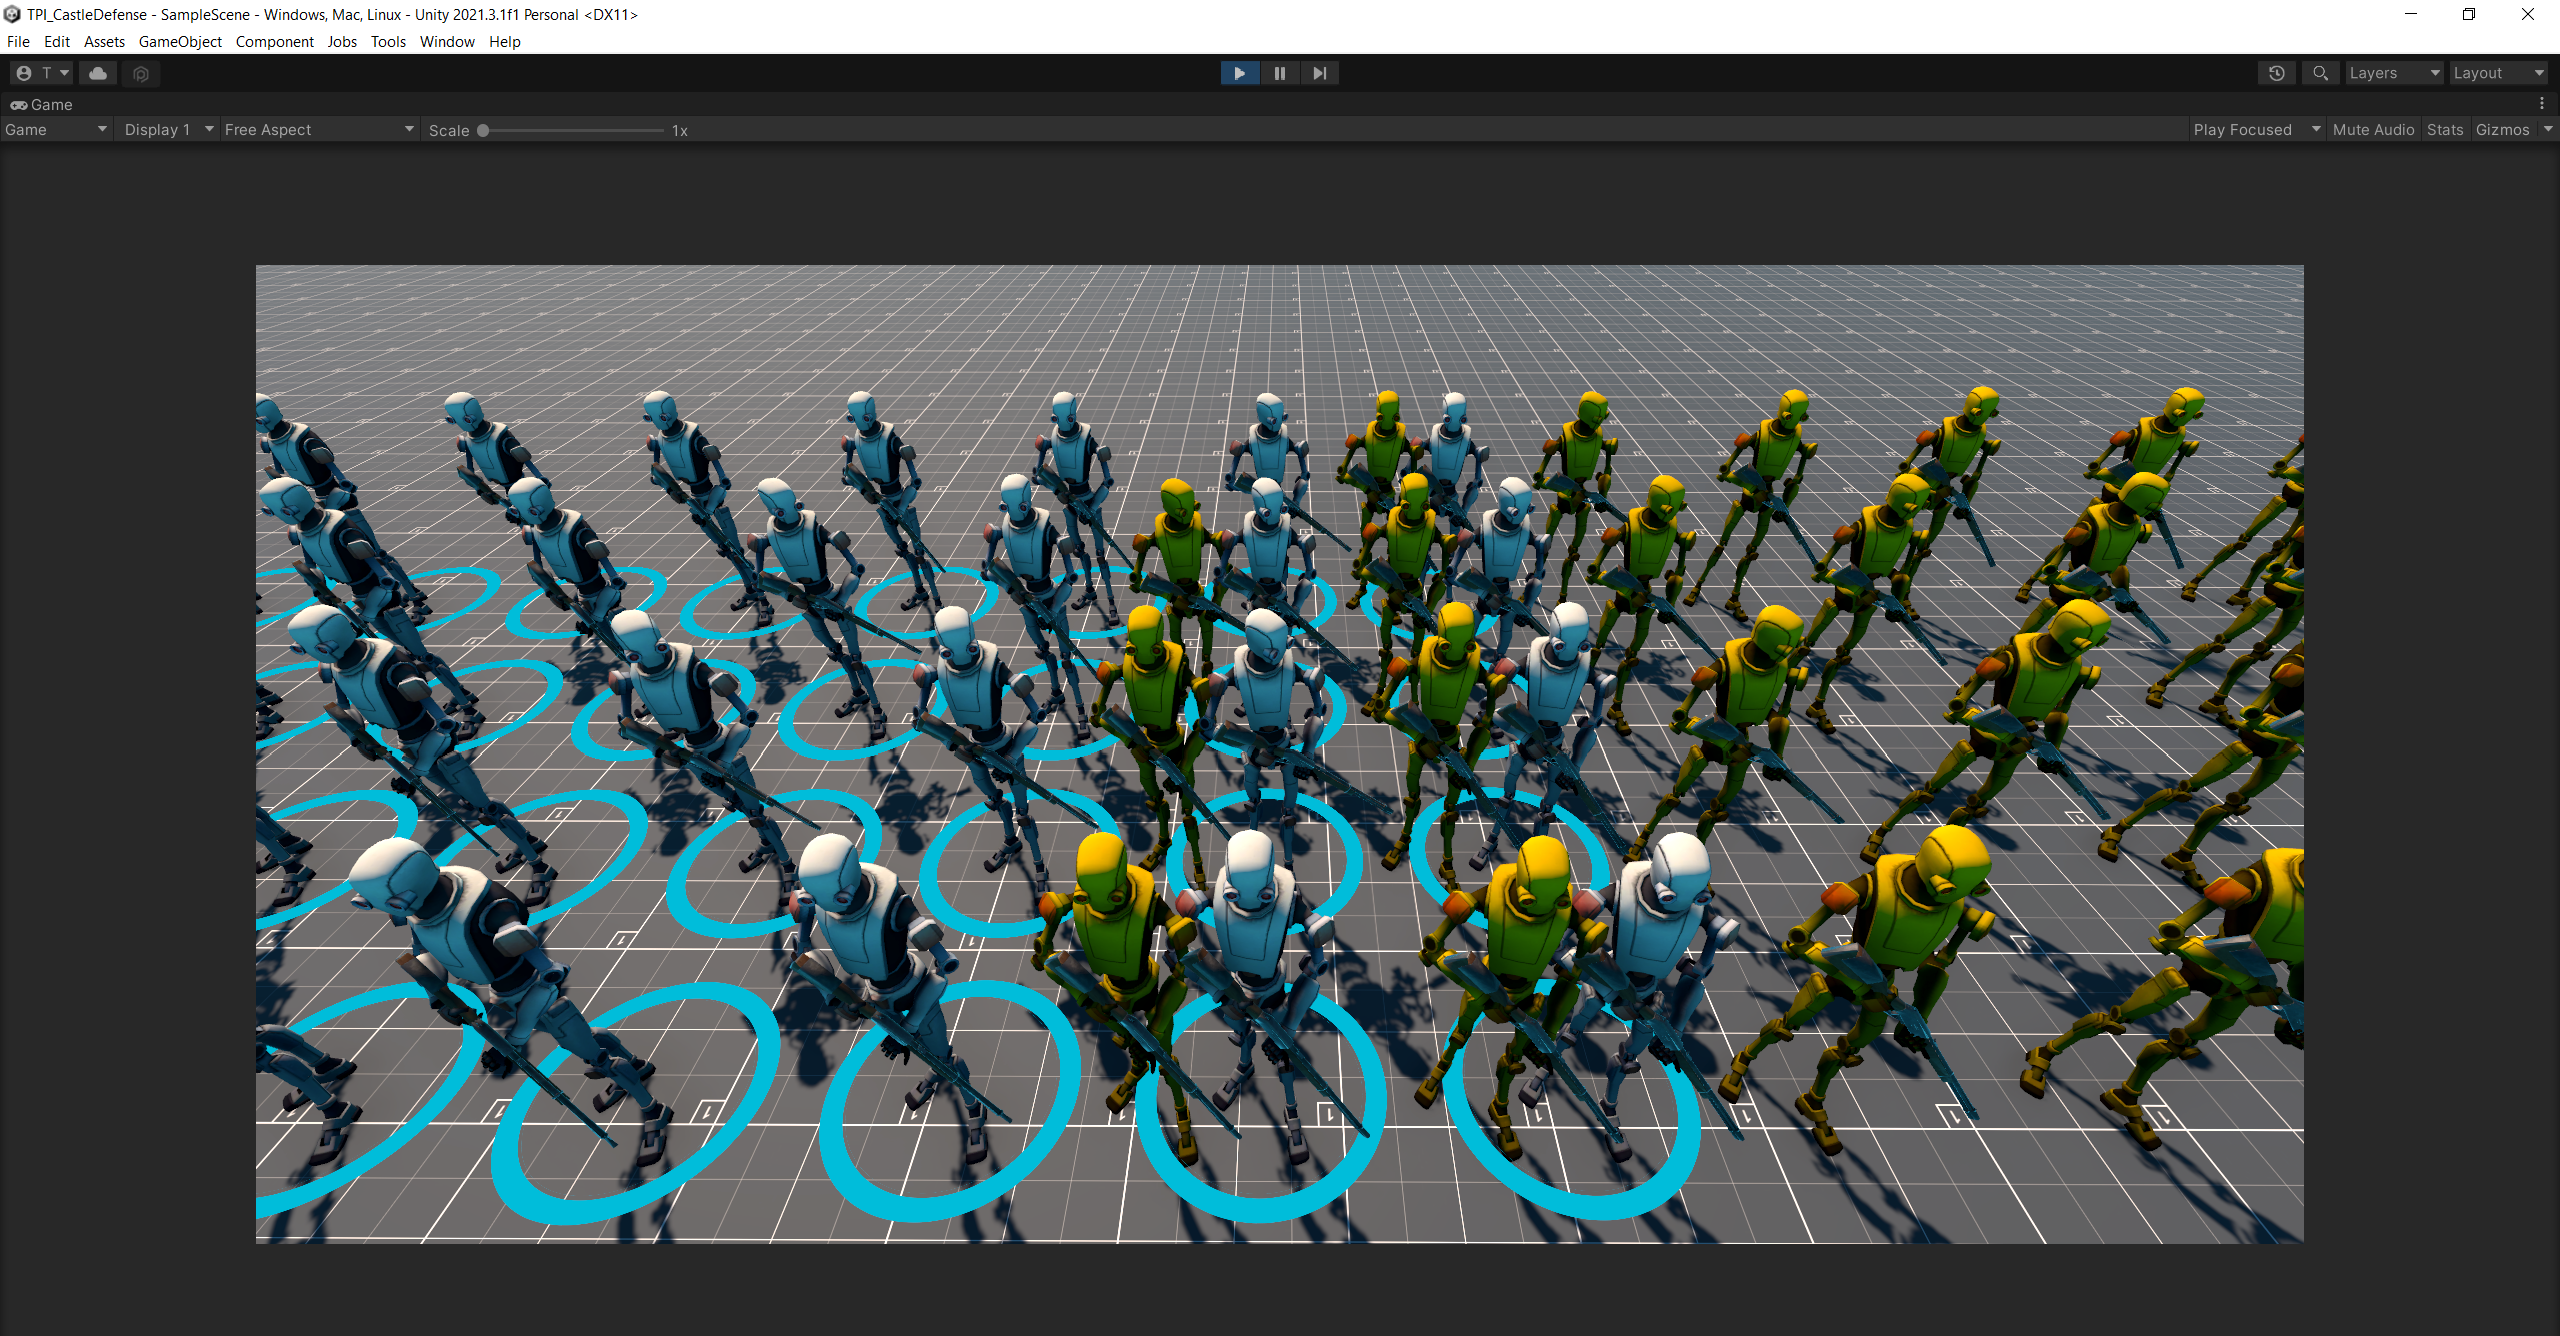 TPI_CastleDefense - SampleScene - Windows, Mac, Linux - Unity 2021.3.1f1 Personal <DX11>
File Edit Assets GameObject Component Jobs Tools Window Help
T Layers Layout
Game
Game Display 1 Free Aspect Scale 1x Play Focused Mute Audio Stats Gizmos